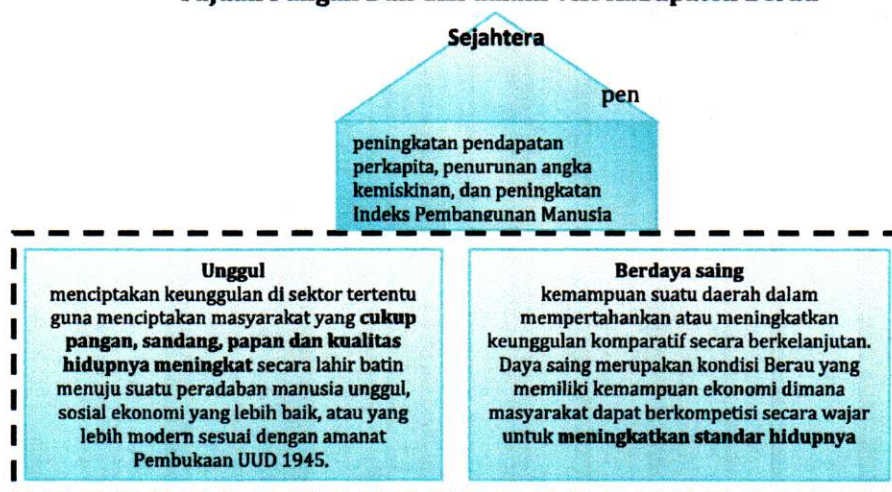 Kabupaten Berau
Sejahtera
pen
peningkatan pendapatan
perkapita, penurunan angka
kemiskinan, dan peningkatan
Indeks Pembangunan Manusia
Unggul
menciptakan keunggulan di sektor tertentu
guna menciptakan masyarakat yang cukup
pangan, sandang, papan dan kualitas
hidupnya meningkat secara lahir batin
menuju suatu peradaban manusia unggul,
sosial ekonomi yang lebih baik, atau yang
lebih modern sesuai dengan amanat
Pembukaan UUD 1945.
Berdaya saing
kemampuan suatu daerah dalam
mempertahankan atau meningkatkan
keunggulan komparatif secara berkelanjutan.
Daya saing merupakan kondisi Berau yang
memiliki kemampuan ekonomi dimana
masyarakat dapat berkompetisi secara wajar
untuk meningkatkan standar hidupnya